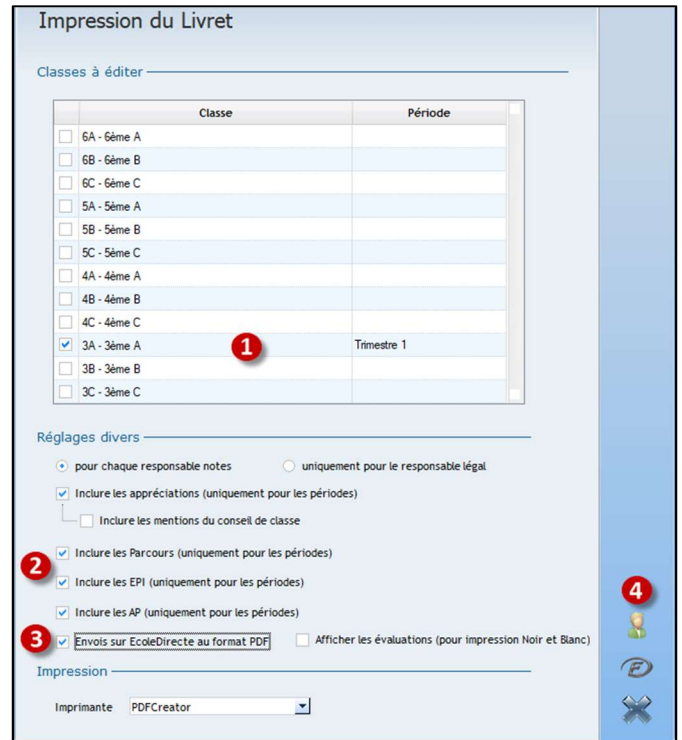 Impression du Livret
Classes à éditer
Classe Période
6A - 6ème A
6B - 6ème B
6C - 6ème C
5A - 5ème A
5B - 5ème B
5C - 5ème C
4A - 4ème A
4B - 4ème B
4C - 4ème C
3A - 3ème A 1 Trimestre 1
3B - 3ème B
3C - 3ème C
Réglages divers
pour chaque responsable notes uniquement pour le responsable légal
Inclure les appréciations (uniquement pour les périodes)
Inclure les mentions du conseil de classe
2 Inclure les Parcours (uniquement pour les périodes)
Inclure les EPI (uniquement pour les périodes)
4
Inclure les AP (uniquement pour les périodes)
3 Envois sur EcoleDirecte au format PDF Afficher les évaluations (pour impression Noir et Blanc)
Impression
Imprimante PDFCreator